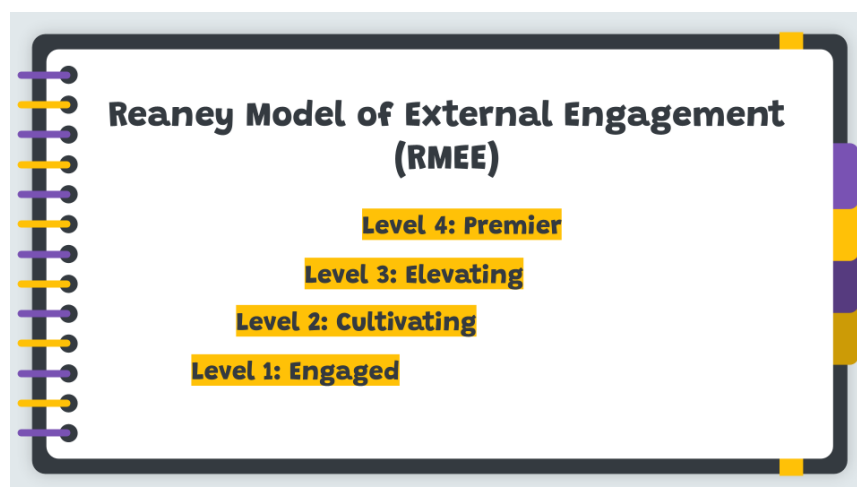 Reaney Model of External Engagement
(RMEE)
Level 4: Premier
Level 3: Elevating
Level 2: Cultivating
Level 1: Engaged